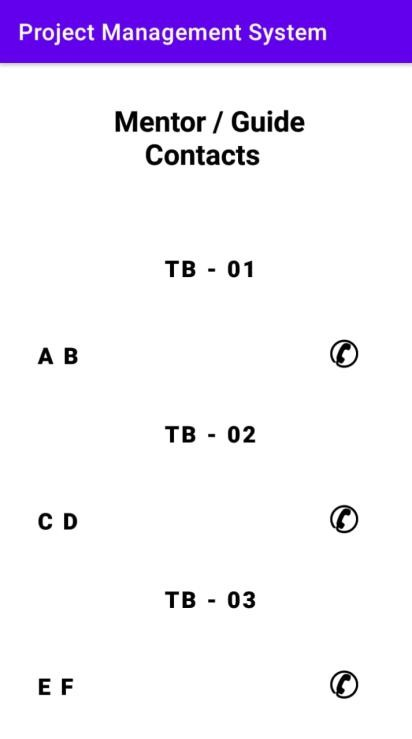 Project Management System
Mentor / Guide
Contacts
TB - 01
A B
TB - 02
C D
TB - 03
E F